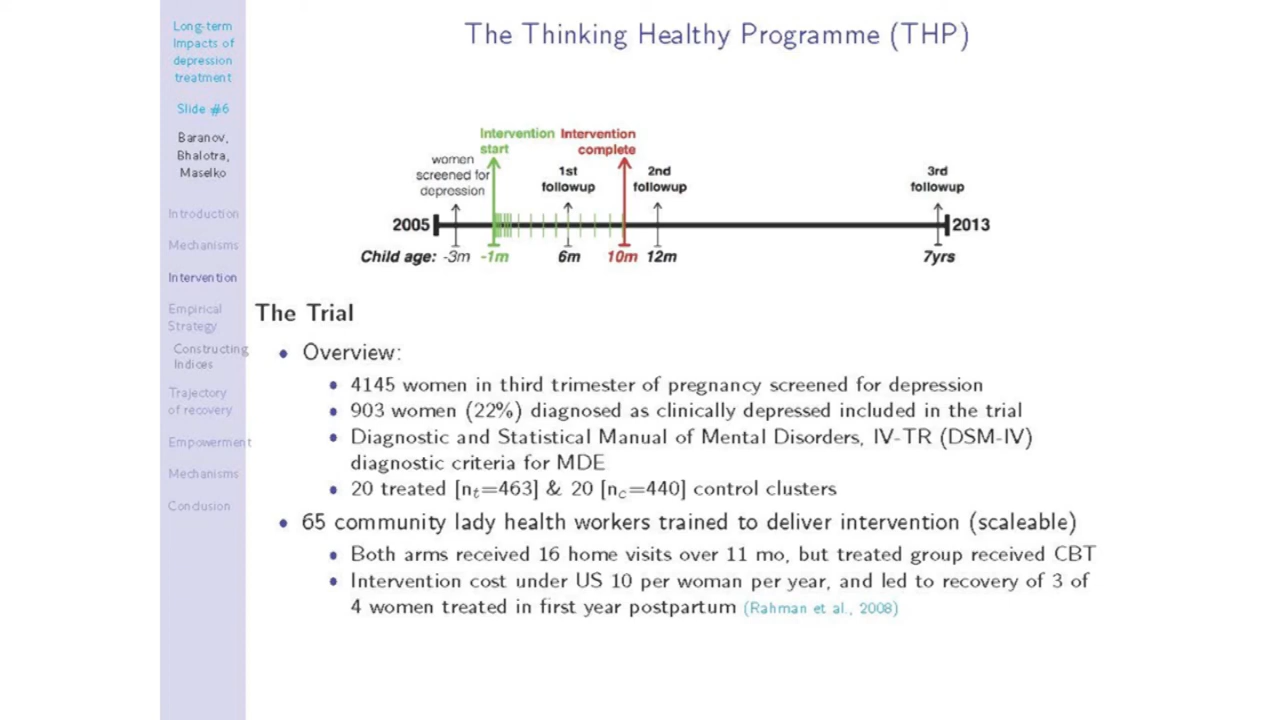 Long-term
Impacts of
depression
treatment
Slide #6
Baranov,
Bhalotra,
Maselko
Introduction
Mechanisms
Intervention
Empirical
Strategy
Constructing
Indices
Trajectory
of recovery
Empowerment
Mechanisms
Conclusion
The Thinking Healthy Programme (THP)
Intervention start
Intervention complete
women screened for depression
1st followup
2nd followup
3rd followup
2005
2013
Child age: -3m -1m 6m 10m 12m 7yrs
The Trial
• Overview:
• 4145 women in third trimester of pregnancy screened for depression
• 903 women (22%) diagnosed as clinically depressed included in the trial
• Diagnostic and Statistical Manual of Mental Disorders, IV-TR (DSM-IV)
diagnostic criteria for MDE
• 20 treated [nt=463] & 20 [nc=440] control clusters
• 65 community lady health workers trained to deliver intervention (scaleable)
• Both arms received 16 home visits over 11 mo, but treated group received CBT
• Intervention cost under US 10 per woman per year, and led to recovery of 3 of
4 women treated in first year postpartum (Rahman et al., 2008)